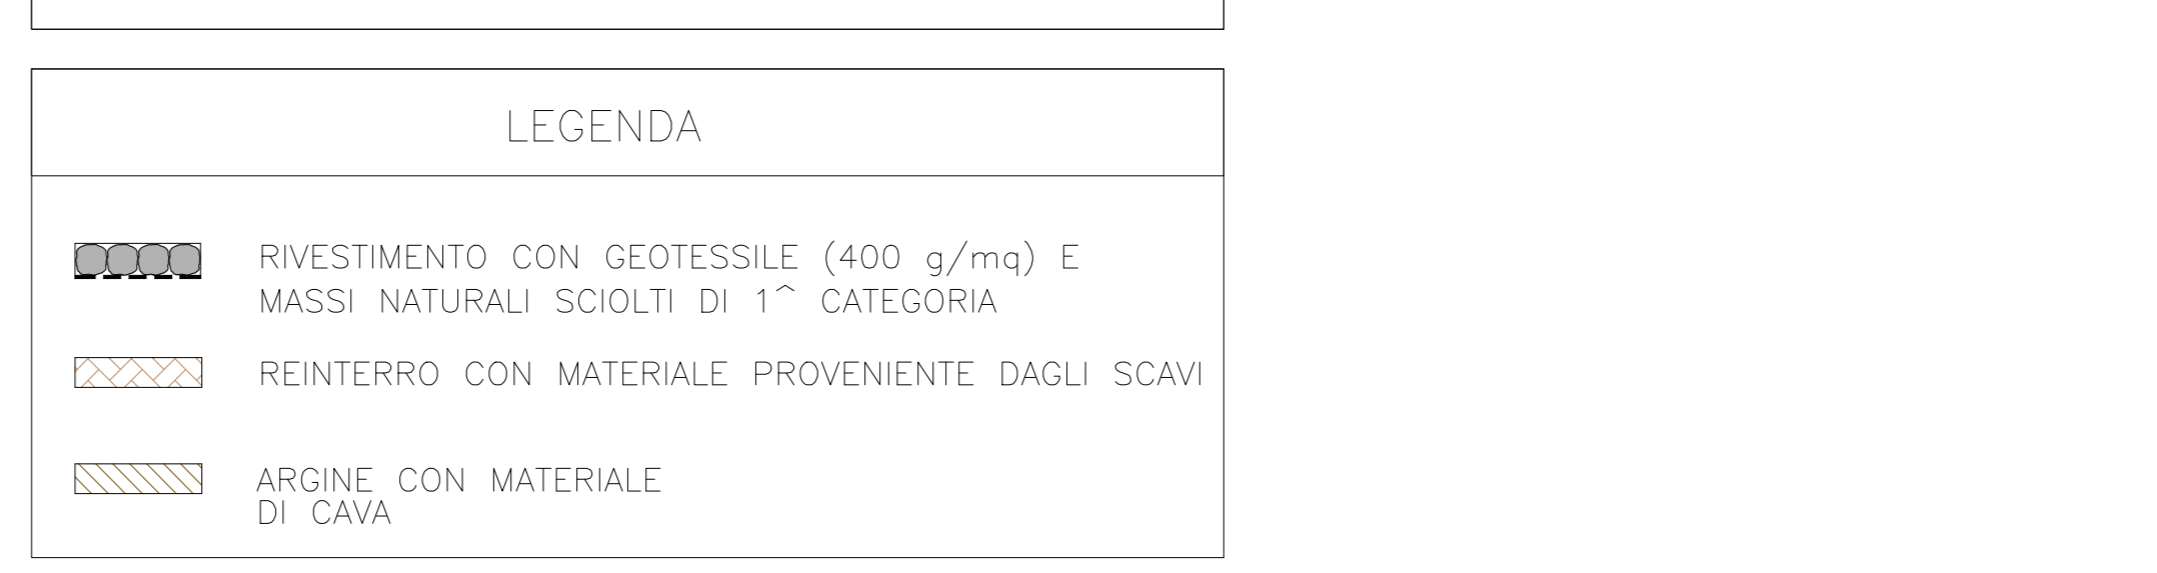 LEGENDA
RIVESTIMENTO CON GEOTESSILE (400 g/mq) E
MASSI NATURALI SCIOLTI DI 1^ CATEGORIA
REINTERRO CON MATERIALE PROVENIENTE DAGLI SCAVI
ARGINE CON MATERIALE
DI CAVA